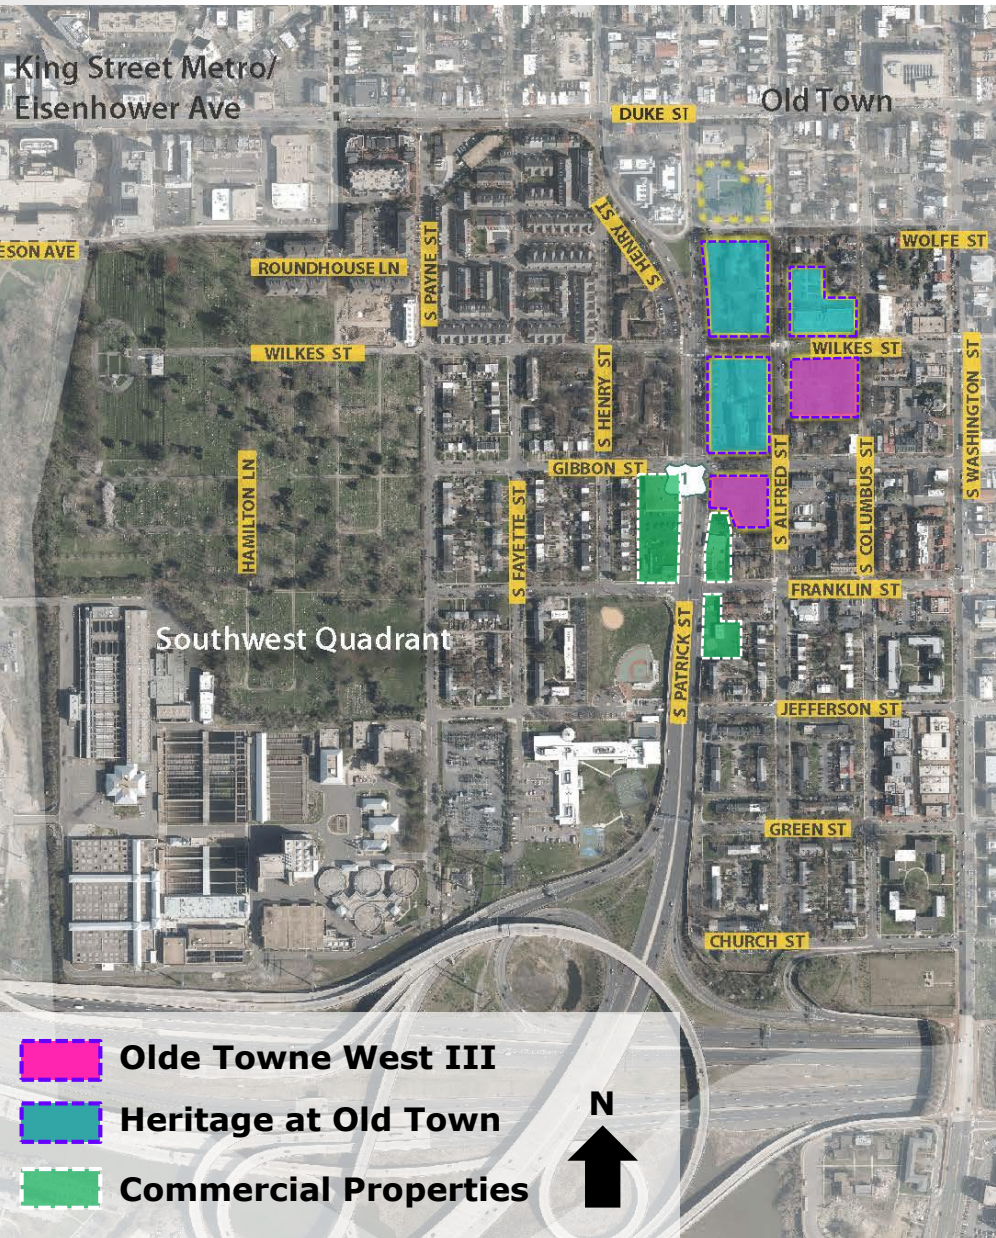 King Street Metro/
Eisenhower Ave
Old Town
DUKE ST
S HENRY ST
WOLFE ST
ESON AVE
S PAYNE ST
ROUNDHOUSE LN
WILKES ST
WILKES ST
S HENRY ST
S WASHINGTON ST
GIBBON ST
1
S ALFRED ST
S COLUMBUS ST
HAMILTON LN
S FAYETTE ST
FRANKLIN ST
Southwest Quadrant
S PATRICK ST
JEFFERSON ST
GREEN ST
CHURCH ST
Olde Towne West III
Heritage at Old Town
Commercial Properties
N